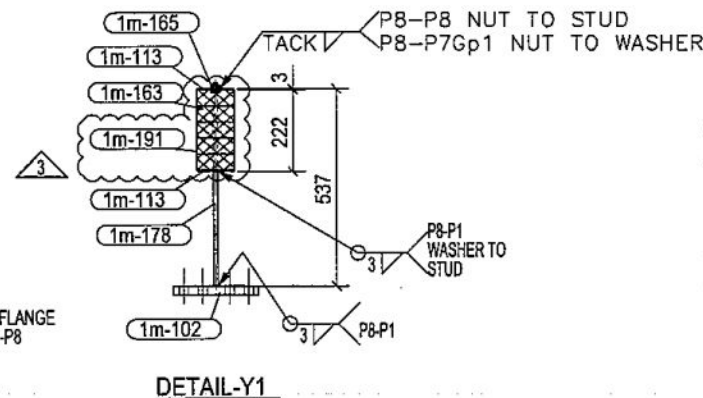 1m-165
P8-P8 NUT TO STUD
TACK
P8-P7Gp1 NUT TO WASHER
1m-113
3
1m-163
222
1m-191
537
3
1m-113
1m-178
P8-P1
WASHER TO
STUD
3
FLANGE
-P8
1m-102
3
P8-P1
DETAIL-Y1